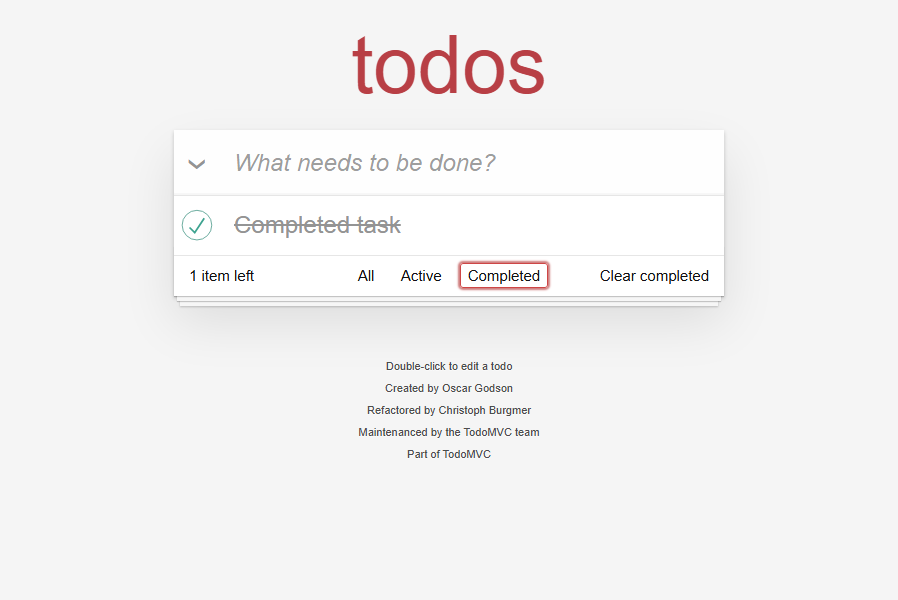 todos
What needs to be done?
Completed task
1 item left All Active Completed Clear completed
Double-click to edit a todo
Created by Oscar Godson
Refactored by Christoph Burgmer
Maintenanced by the TodoMVC team
Part of TodoMVC